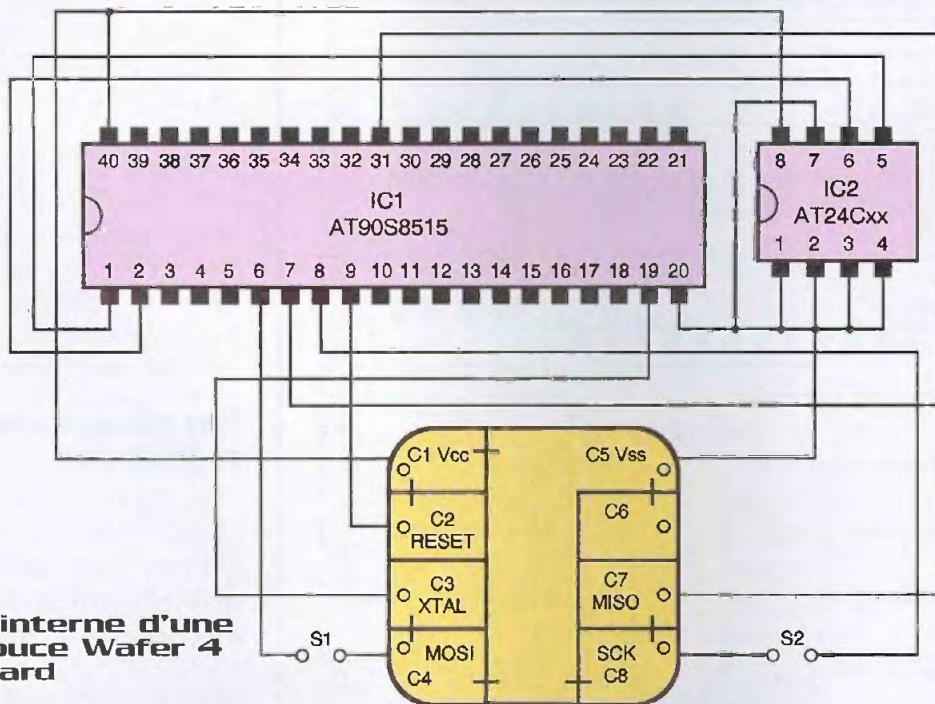 40 39 38 37 36 35 34 33 32 31 30 29 28 27 26 25 24 23 22 21
IC1
AT90S8515
1 2 3 4 5 6 7 8 9 10 11 12 13 14 15 16 17 18 19 20
8 7 6 5
IC2
AT24Cxx
1 2 3 4
C1 Vcc
C5 Vss
C2
RESET
C6
C3
XTAL
C7
MISO
S1
MOSI
C4
SCK
C8
S2
interne d'une
puce Wafer 4
ard